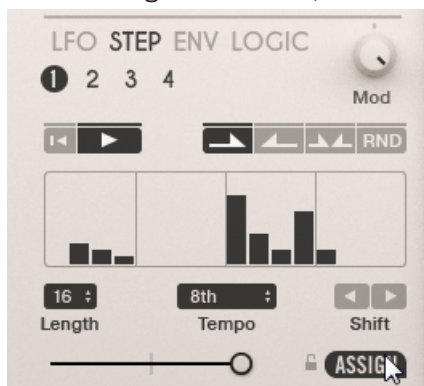 LFO STEP ENV LOGIC
1 2 3 4
Mod
RND
16 8th
Length Tempo Shift
ASSIGN